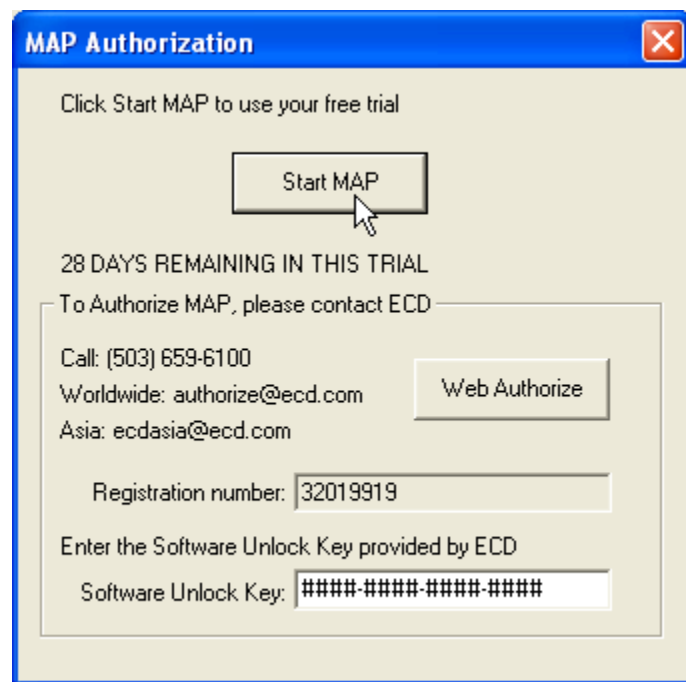 MAP Authorization
Click Start MAP to use your free trial
Start MAP
28 DAYS REMAINING IN THIS TRIAL
To Authorize MAP, please contact ECD
Call: (503) 659-6100
Worldwide: authorize@ecd.com
Asia: ecdasia@ecd.com
Web Authorize
Registration number: 32019919
Enter the Software Unlock Key provided by ECD
Software Unlock Key: ####-####-####-####